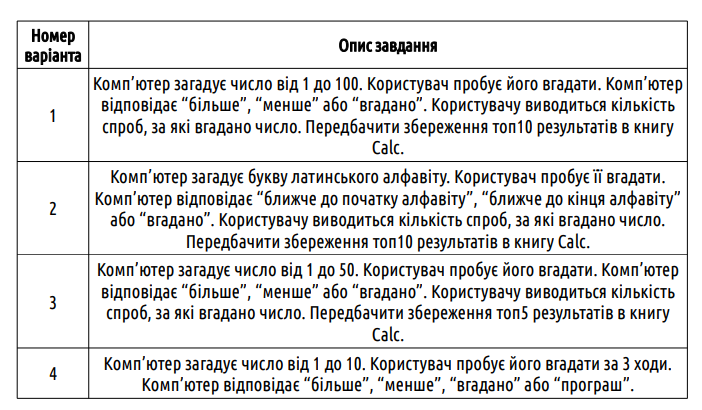 Номер
варіанта
Опис завдання
1
Комп’ютер загадує число від 1 до 100. Користувач пробує його вгадати. Комп’ютер
відповідає “більше”, “менше” або “вгадано”. Користувачу виводиться кількість
спроб, за які вгадано число. Передбачити збереження топ10 результатів в книгу
Calc.
2
Комп’ютер загадує букву латинського алфавіту. Користувач пробує її вгадати.
Комп’ютер відповідає “ближче до початку алфавіту”, “ближче до кінця алфавіту”
або “вгадано”. Користувачу виводиться кількість спроб, за які вгадано число.
Передбачити збереження топ10 результатів в книгу Calc.
3
Комп’ютер загадує число від 1 до 50. Користувач пробує його вгадати. Комп’ютер
відповідає “більше”, “менше” або “вгадано”. Користувачу виводиться кількість
спроб, за які вгадано число. Передбачити збереження топ5 результатів в книгу
Calc.
4
Комп’ютер загадує число від 1 до 10. Користувач пробує його вгадати за 3 ходи.
Комп’ютер відповідає “більше”, “менше”, “вгадано” або “програш”.